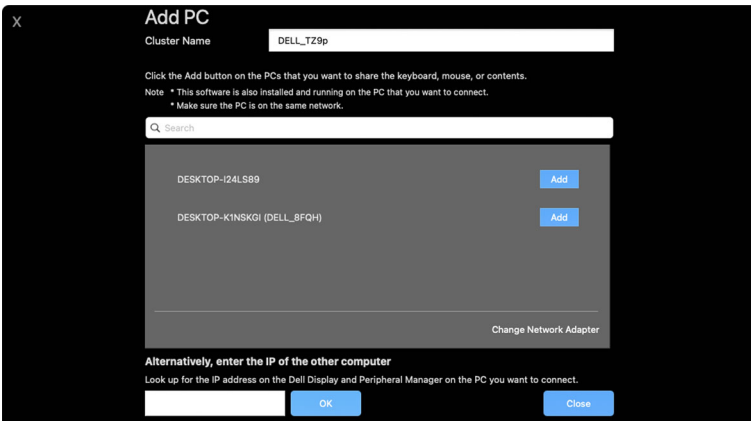 X
Add PC
Cluster Name DELL_TZ9p
Click the Add button on the PCs that you want to share the keyboard, mouse, or contents.
Note * This software is also installed and running on the PC that you want to connect.
* Make sure the PC is on the same network.
Search
DESKTOP-I24LS89 Add
DESKTOP-K1NSKGI (DELL_8FQH) Add
Change Network Adapter
Alternatively, enter the IP of the other computer
Look up for the IP address on the Dell Display and Peripheral Manager on the PC you want to connect.
OK Close